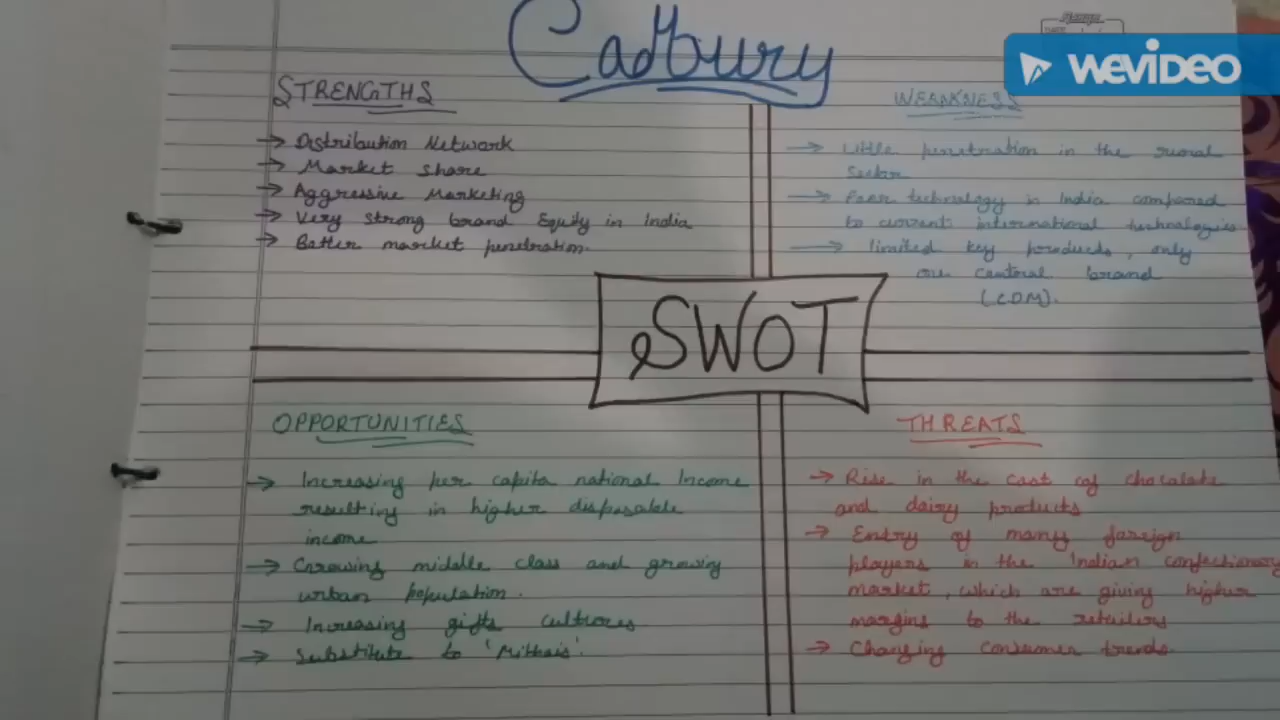 Cadbury
STRENGTHS
→ Distribution Network
→ Market share
→ Aggressive Marketing
→ Very strong brand Equity in India
→ Better market penetration.
WEAKNESS
→ Little penetration in the rural
Sector
→ Poor technology in India compared
to current international technologies
→ limited key products, only
one central brand
(CDM).
SWOT
OPPORTUNITIES
→ Increasing per capita national Income
resulting in higher disposable
income
→ Growing middle class and growing
urban population.
→ Increasing gifts cultures
→ Substitute to 'Mithais'.
THREATS
→ Rise in the cost of chocolate
and dairy products
→ Entry of many foreign
players in the Indian confectionary
market, which are giving higher
margins to the retailers
→ Changing consumer trends.
WEVIDEO